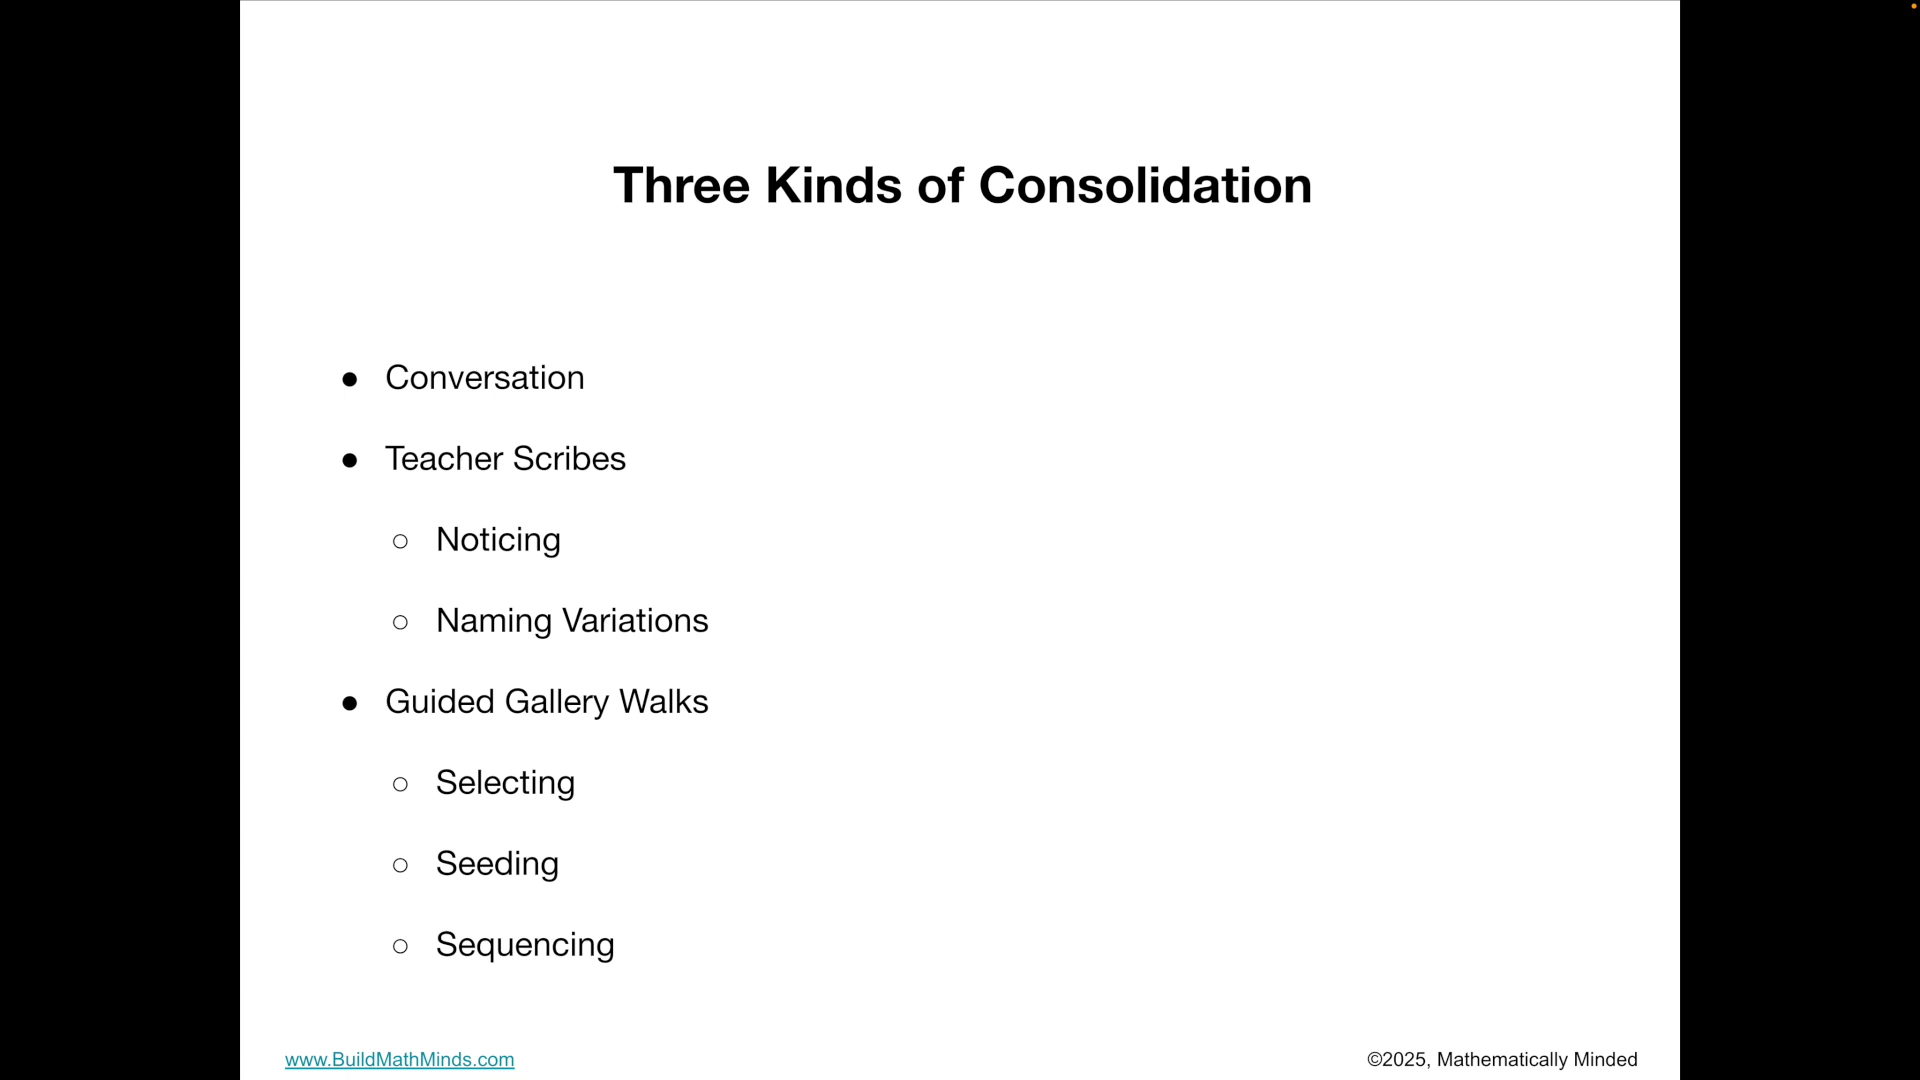 Three Kinds of Consolidation
● Conversation
● Teacher Scribes
○ Noticing
○ Naming Variations
● Guided Gallery Walks
○ Selecting
○ Seeding
○ Sequencing
www.BuildMathMinds.com
©2025, Mathematically Minded